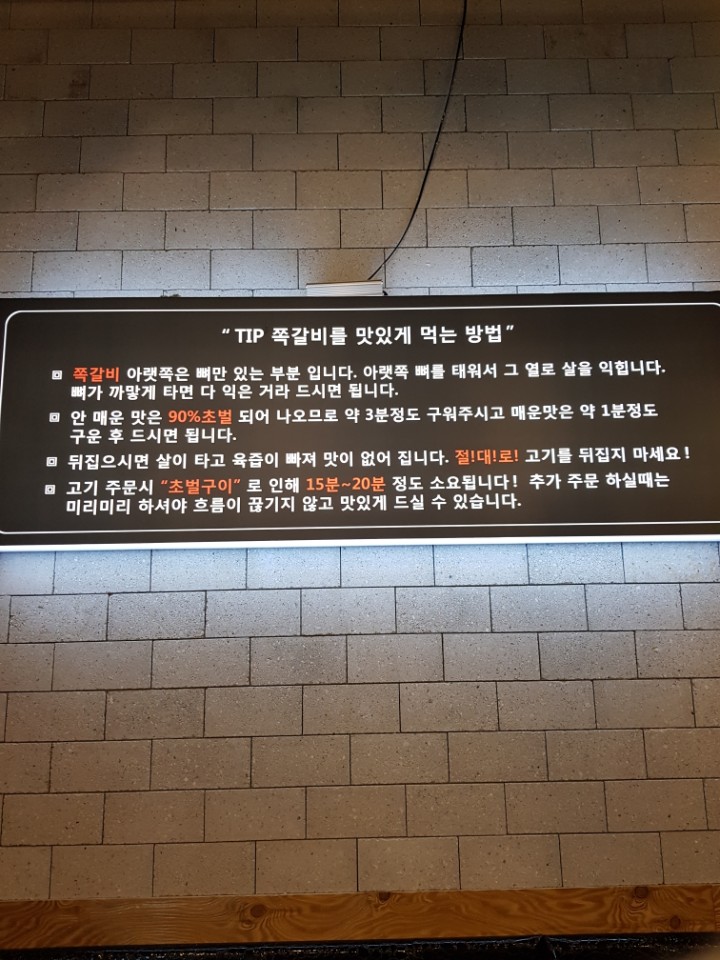 “ TIP 쪽갈비를 맛있게 먹는 방법”
쪽갈비 아랫쪽은 뼈만 있는 부분 입니다. 아랫쪽 뼈를 태워서 그 열로 살을 익힙니다.
뼈가 까맣게 타면 다 익은 거라 드시면 됩니다.
안 매운 맛은 90%초벌 되어 나오므로 약 3분정도 구워주시고 매운맛은 약 1분정도
구운 후 드시면 됩니다.
뒤집으시면 살이 타고 육즙이 빠져 맛이 없어 집니다. 절!대!로! 고기를 뒤집지 마세요!
고기 주문시 “초벌구이” 로 인해 15분~20분 정도 소요됩니다! 추가 주문 하실때는
미리미리 하셔야 흐름이 끊기지 않고 맛있게 드실 수 있습니다.